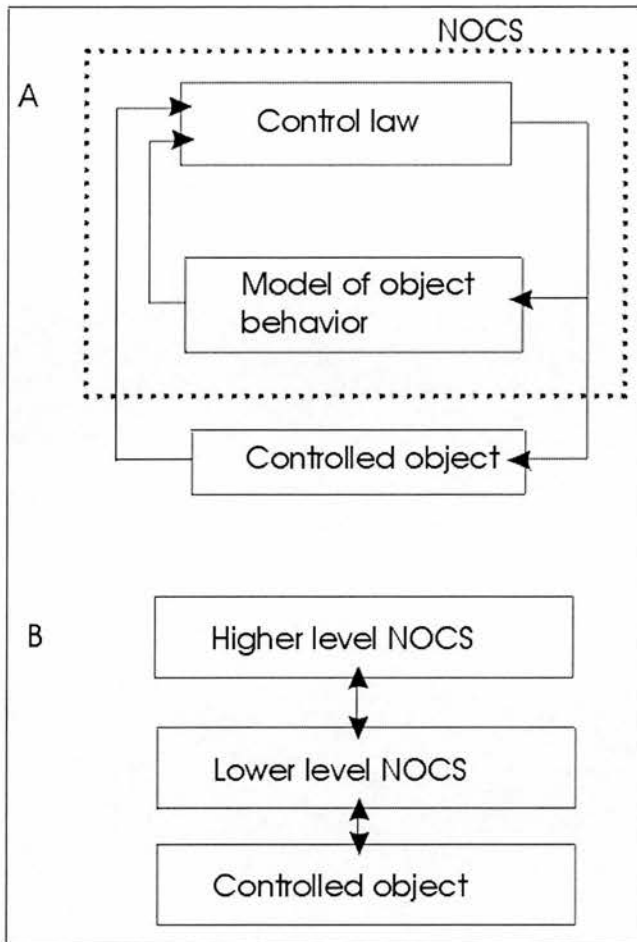 NOCS
A
Control law
Model of object
behavior
Controlled object
B
Higher level NOCS
Lower level NOCS
Controlled object